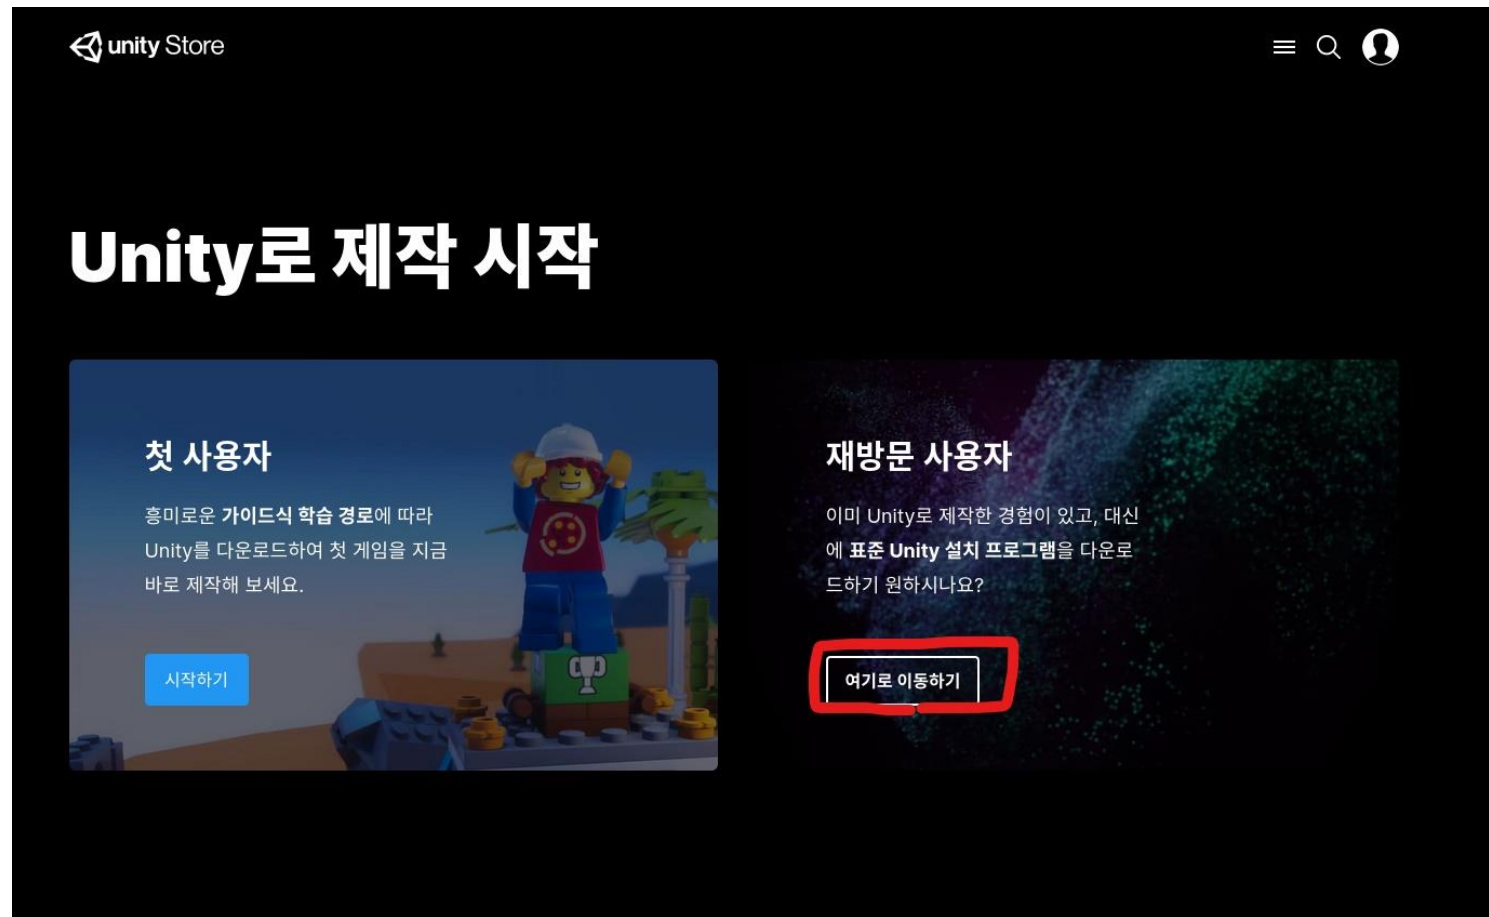 unity Store
Unity로 제작 시작
첫 사용자
흥미로운 가이드식 학습 경로에 따라
Unity를 다운로드하여 첫 게임을 지금
바로 제작해 보세요.
시작하기
재방문 사용자
이미 Unity로 제작한 경험이 있고, 대신
에 표준 Unity 설치 프로그램을 다운로
드하기 원하시나요?
여기로 이동하기